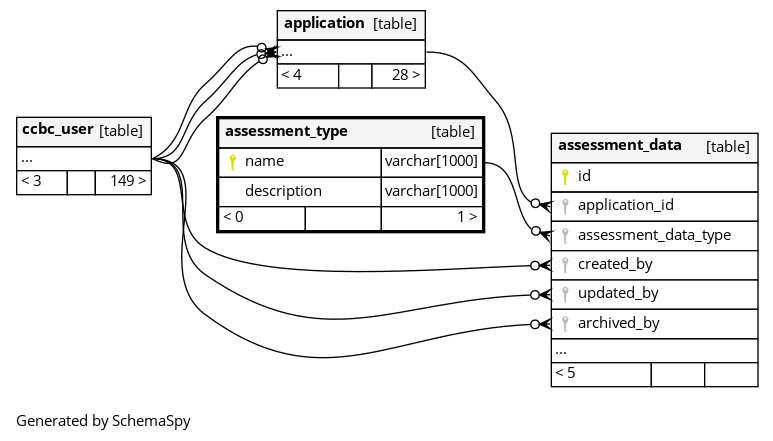 application [table]
...
< 4 28 >
ccbc_user [table]
...
< 3 149 >
assessment_type [table]
name varchar[1000]
description varchar[1000]
< 0 1 >
assessment_data [table]
id
application_id
assessment_data_type
created_by
updated_by
archived_by
...
< 5
Generated by SchemaSpy